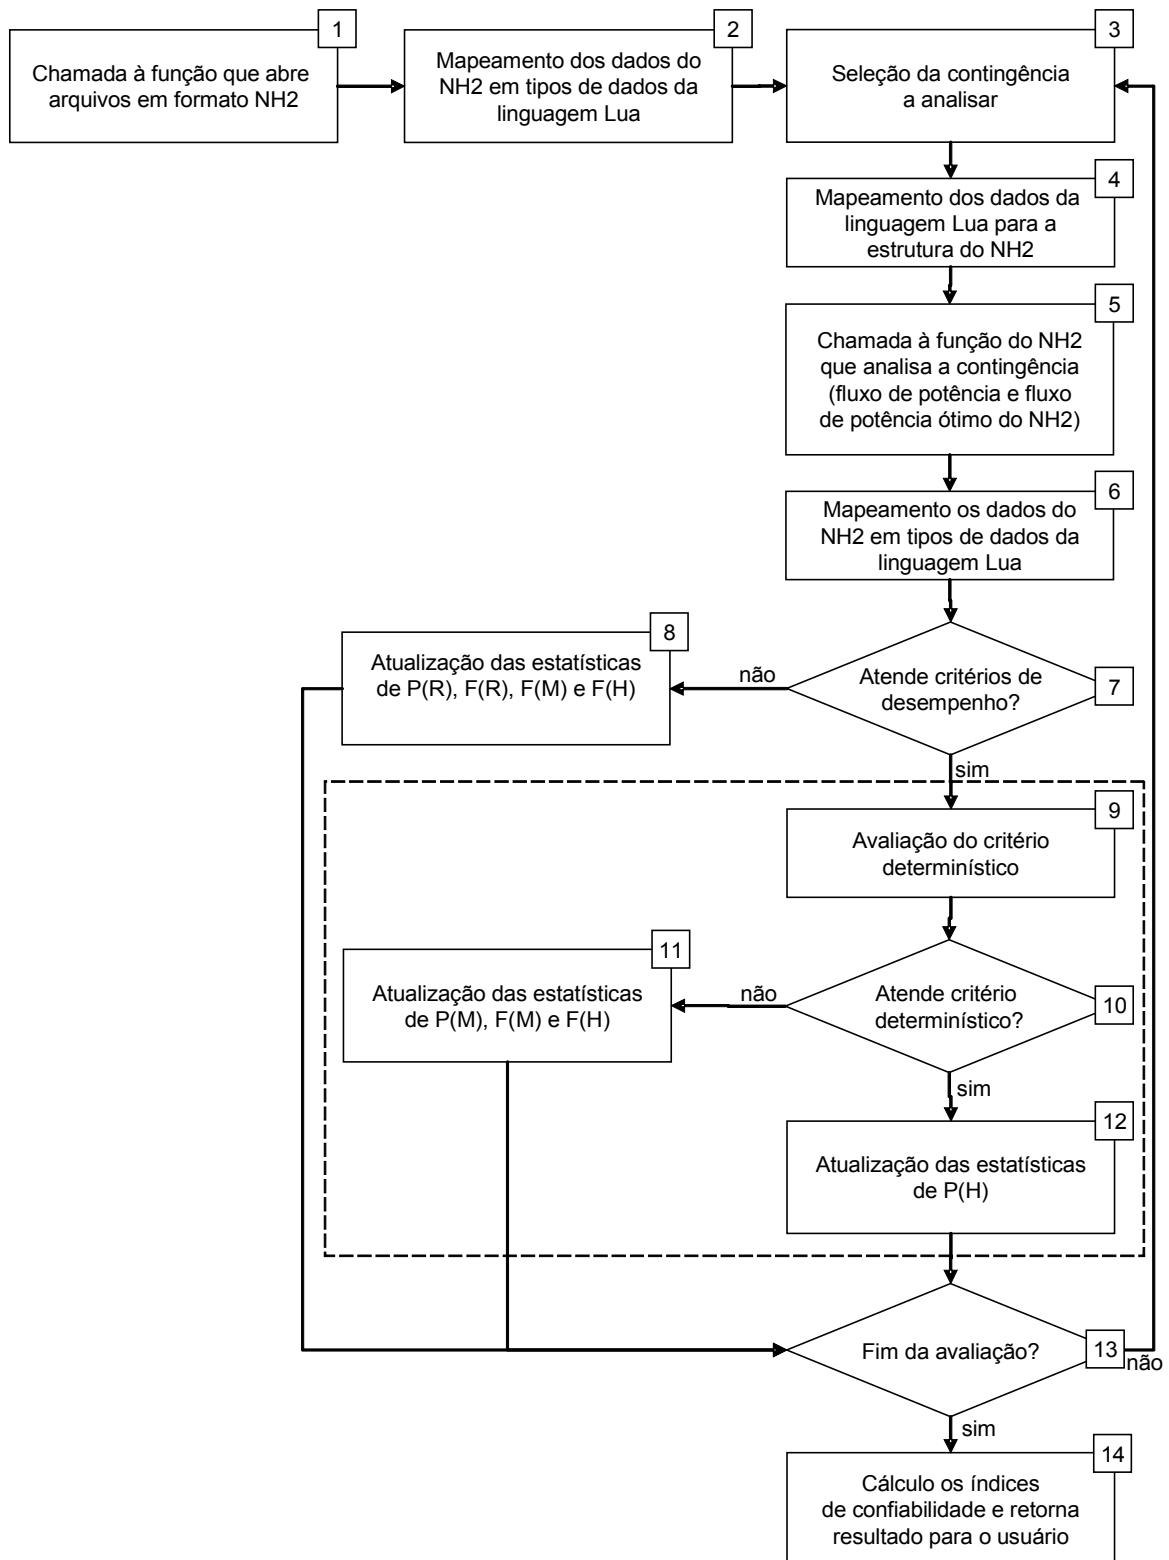 1
Chamada à função que abre
arquivos em formato NH2
2
Mapeamento dos dados do
NH2 em tipos de dados da
linguagem Lua
3
Seleção da contingência
a analisar
4
Mapeamento dos dados da
linguagem Lua para a
estrutura do NH2
5
Chamada à função do NH2
que analisa a contingência
(fluxo de potência e fluxo
de potência ótimo do NH2)
6
Mapeamento os dados do
NH2 em tipos de dados da
linguagem Lua
7
Atende critérios de
desempenho?
não
8
Atualização das estatísticas
de P(R), F(R), F(M) e F(H)
sim
9
Avaliação do critério
determinístico
10
Atende critério
determinístico?
não
11
Atualização das estatísticas
de P(M), F(M) e F(H)
sim
12
Atualização das estatísticas
de P(H)
Fim da avaliação?
13
não
sim
14
Cálculo os índices
de confiabilidade e retorna
resultado para o usuário